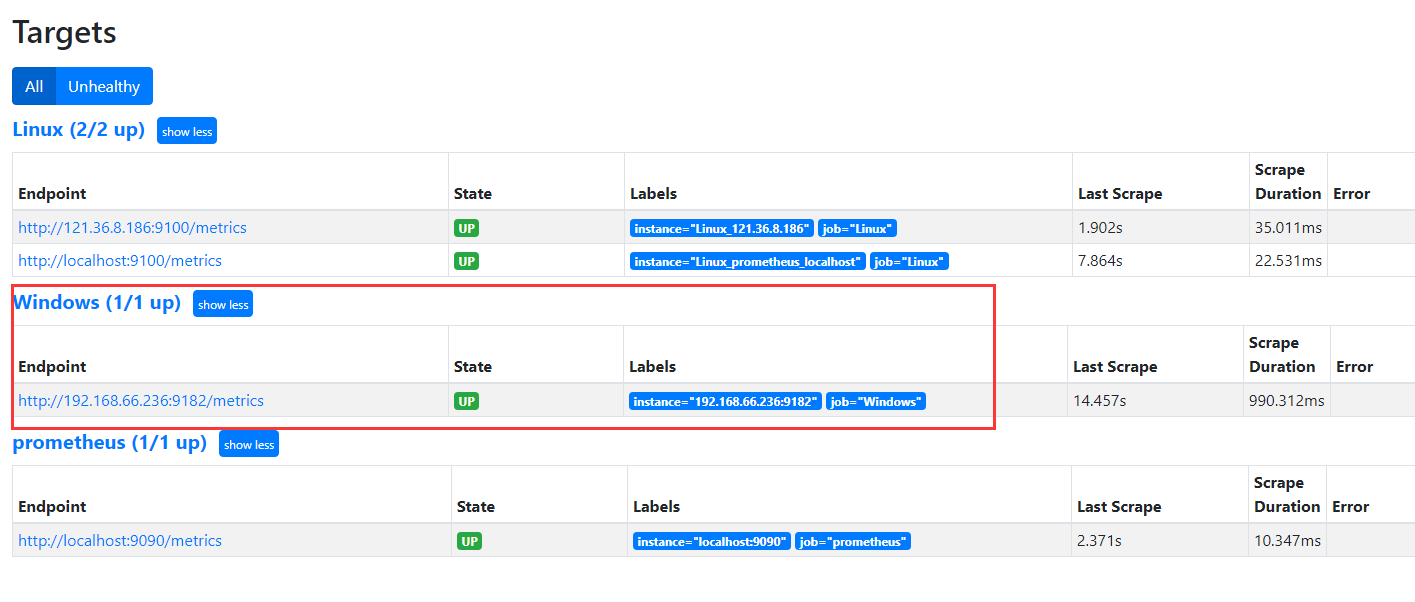 Targets
All Unhealthy
Linux (2/2 up) show less
Endpoint State Labels Last Scrape Scrape Duration Error
http://121.36.8.186:9100/metrics UP instance="Linux_121.36.8.186" job="Linux" 1.902s 35.011ms
http://localhost:9100/metrics UP instance="Linux_prometheus_localhost" job="Linux" 7.864s 22.531ms
Windows (1/1 up) show less
Endpoint State Labels Last Scrape Scrape Duration Error
http://192.168.66.236:9182/metrics UP instance="192.168.66.236:9182" job="Windows" 14.457s 990.312ms
prometheus (1/1 up) show less
Endpoint State Labels Last Scrape Scrape Duration Error
http://localhost:9090/metrics UP instance="localhost:9090" job="prometheus" 2.371s 10.347ms